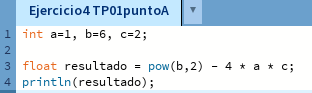 Ejercicio4 TP01puntoA ▼
1 int a=1, b=6, c=2;
2
3 float resultado = pow(b,2) - 4 * a * c;
4 println(resultado);